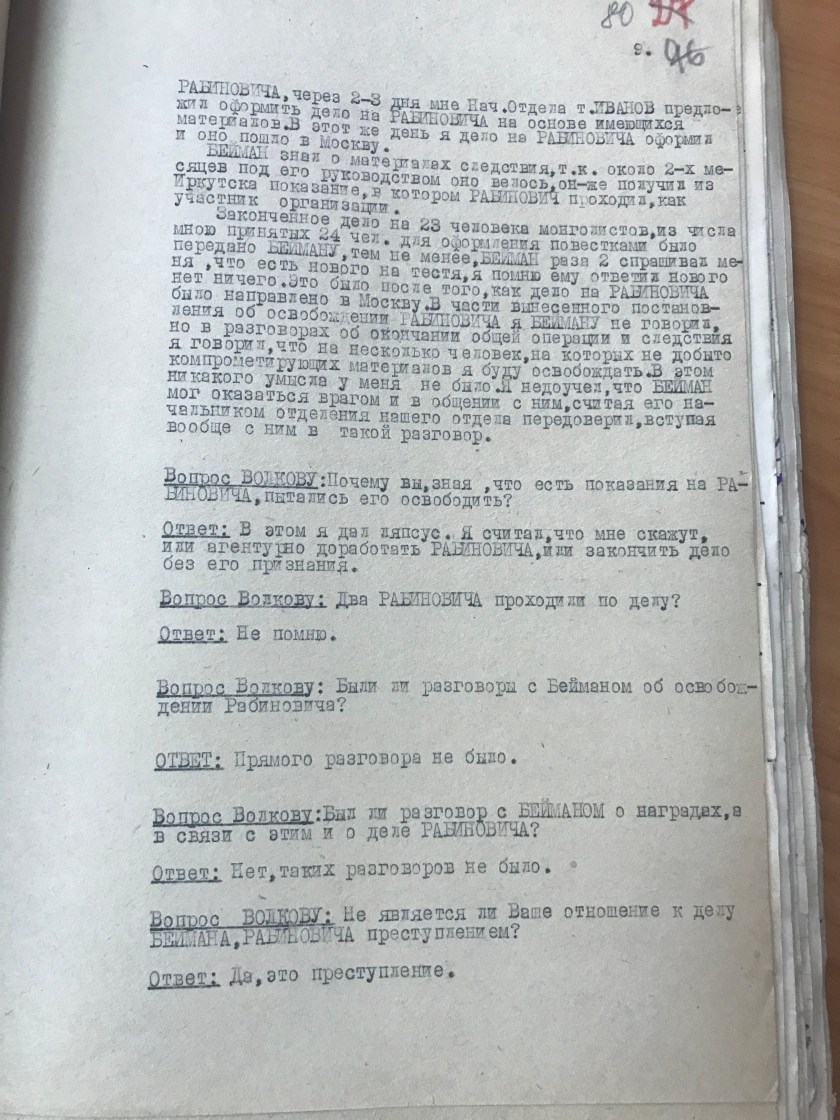 80
9.
РАБИНОВИЧА,через 2-3 дня мне Нач.Отдела т.ИВАНОВ предло-
жил оформить дело на РАБИНОВИЧА на основе имеющихся
материалов.В этот же день я дело на РАБИНОВИЧА оформил
и оно пошло в Москву.
БЕЙМАН знал о материалах следствия,т.к. около 2-х ме-
сяцев под его руководством оно велось,он-же получил из
Иркутска показание,в котором РАБИНОВИЧ проходил,как
участник организации.
Законченное дело на 23 человека монголистов,из числа
мною принятых 24 чел. для оформления повестками было
передано БЕЙМАНУ,тем не менее,БЕЙМАН раза 2 спрашивал ме-
ня ,что есть нового на тестя,я помню ему ответил нового
нет ничего.Это было после того,как дело на РАБИНОВИЧА
было направлено в Москву.В части вынесенного постанов-
ления об освобождении РАБИНОВИЧА я БЕЙМАНУ не говорил,
но в разговорах об окончании общей операции и следствия
я говорил,что на несколько человек,на которых не добыто
компрометирующих материалов я буду освобождать.В этом
никакого умысла у меня не было.Я недоучел,что БЕЙМАН
мог оказаться врагом и в общении с ним,считая его на-
чальником отделения нашего отдела передоверил,вступая
вообще с ним в такой разговор.
Вопрос ВОЛКОВУ:Почему вы,зная ,что есть показания на РА-
БИНОВИЧА,пытались его освободить?
Ответ: В этом я дал ляпсус. Я считал,что мне скажут,
или агентурно доработать РАБИНОВИЧА,или закончить дело
без его признания.
Вопрос Волкову: Два РАБИНОВИЧА проходили по делу?
Ответ: Не помню.
Вопрос Волкову: Были ли разговоры с Бейманом об освобож-
дении Рабиновича?
ОТВЕТ: Прямого разговора не было.
Вопрос Волкову:Был ли разговор с БЕЙМАНОМ о наградах,а
в связи с этим и о деле РАБИНОВИЧА?
Ответ: Нет,таких разговоров не было.
Вопрос ВОЛКОВУ: Не является ли Ваше отношение к делу
БЕЙМАНА,РАБИНОВИЧА преступлением?
Ответ: Да,это преступление.